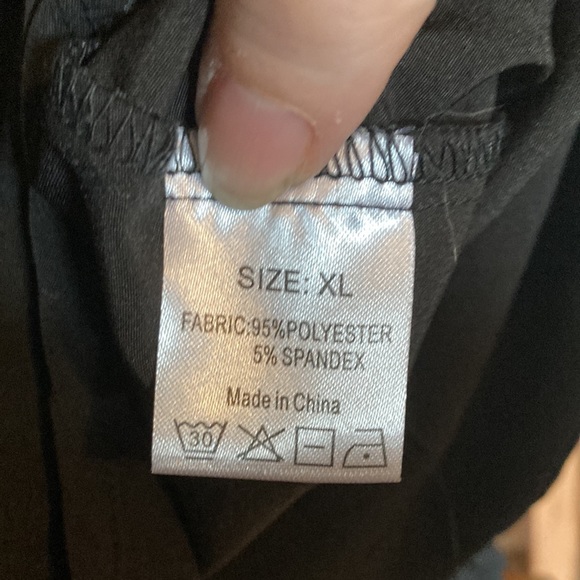 SIZE: XL
FABRIC:95%POLYESTER
5% SPANDEX
Made in China
30